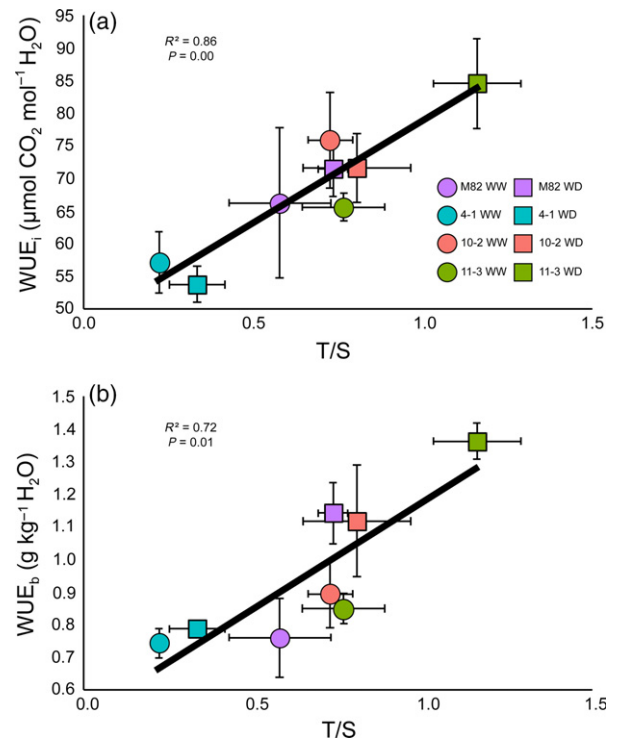 (a)
R² = 0.86
P = 0.00
WUEᵢ (µmol CO₂ mol⁻¹ H₂O)
95
90
85
80
75
70
65
60
55
50
M82 WW M82 WD
4-1 WW 4-1 WD
10-2 WW 10-2 WD
11-3 WW 11-3 WD
0.0 0.5 1.0 1.5
T/S
(b)
R² = 0.72
P = 0.01
WUE_b (g kg⁻¹ H₂O)
1.5
1.4
1.3
1.2
1.1
1.0
0.9
0.8
0.7
0.6
0.0 0.5 1.0 1.5
T/S